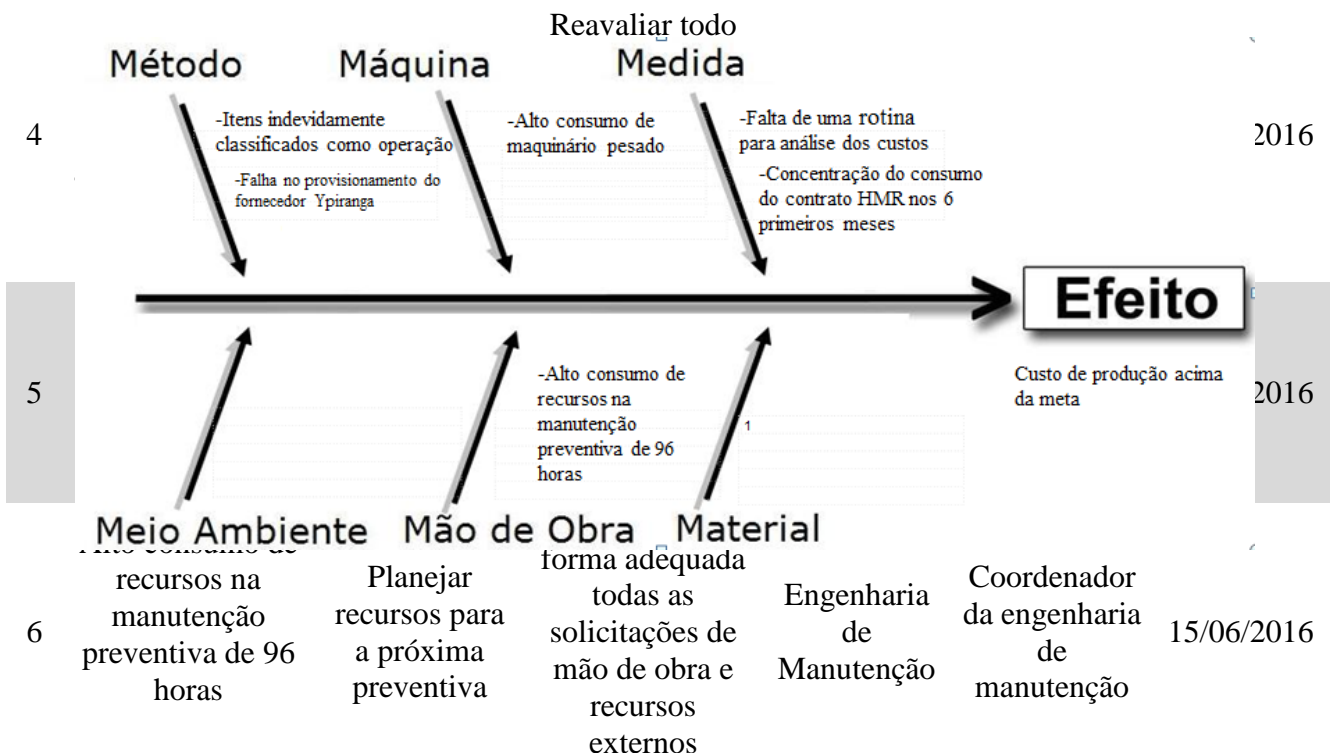 Reavaliar todo
Método
Máquina
Medida
4
-Itens indevidamente
classificados como operação
-Falha no provisionamento do
fornecedor Ypiranga
-Alto consumo de
maquinário pesado
-Falta de uma rotina
para análise dos custos
-Concentração do consumo
do contrato HMR nos 6
primeiros meses
2016
Efeito
5
-Alto consumo de
recursos na
manutenção
preventiva de 96
horas
1
Custo de produção acima
da meta
2016
Meio Ambiente
Mão de Obra
Material
6
Alto consumo de
recursos na
manutenção
preventiva de 96
horas
Planejar
recursos para
a próxima
preventiva
forma adequada
todas as
solicitações de
mão de obra e
recursos
externos
Engenharia
de
Manutenção
Coordenador
da engenharia
de
manutenção
15/06/2016